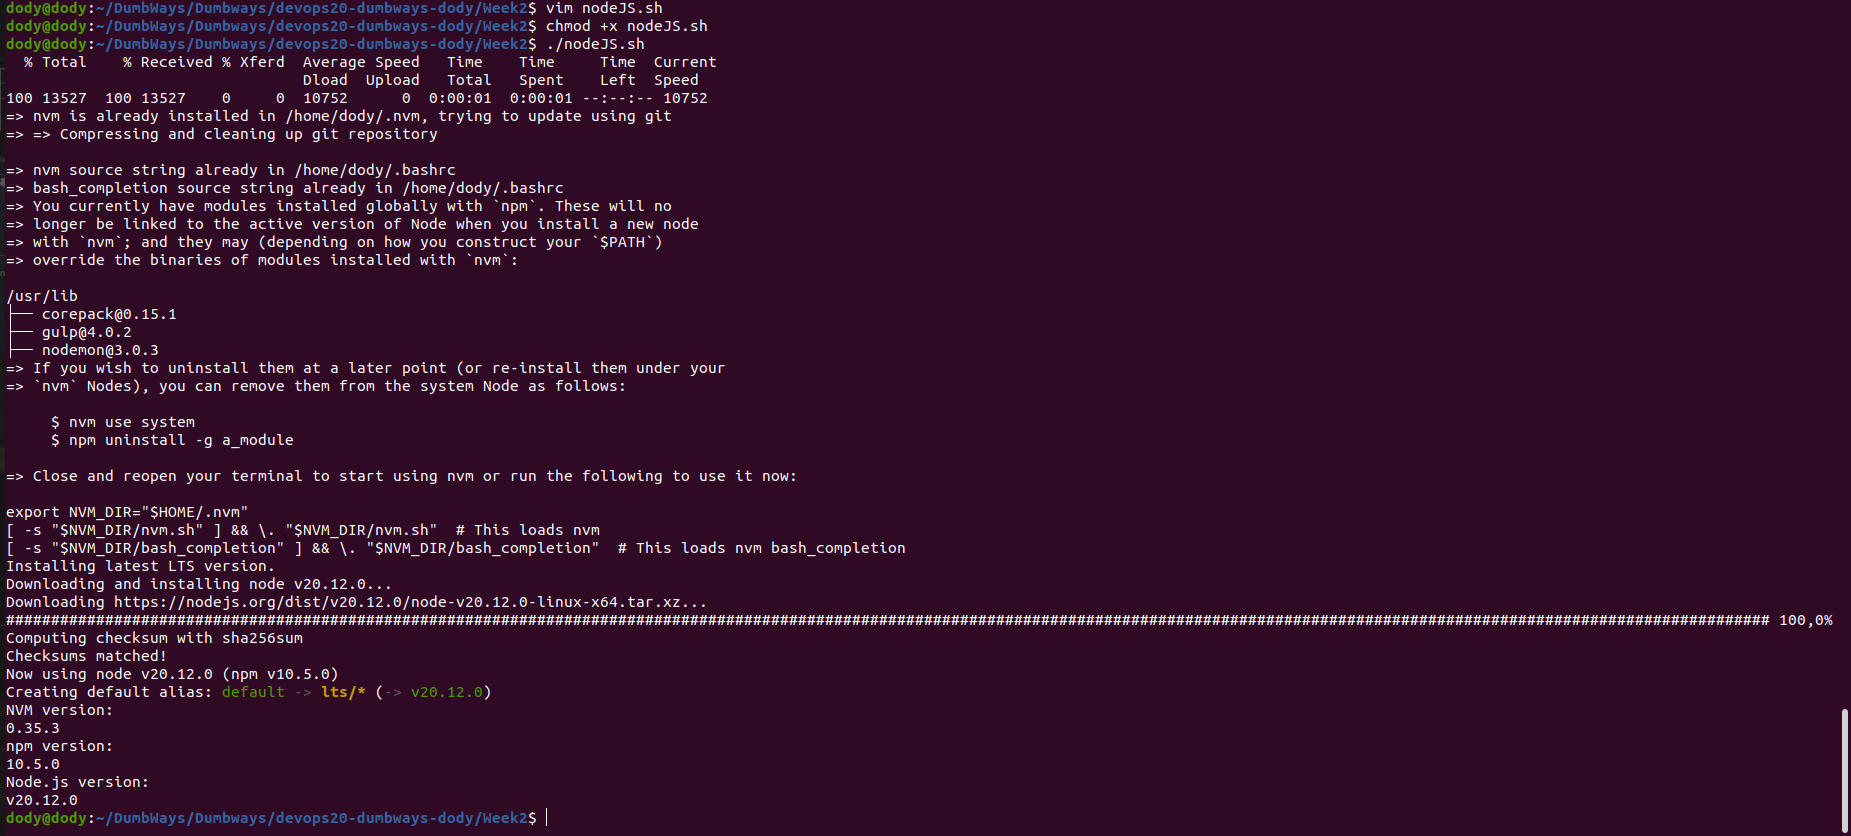 dody@dody:~/DumbWays/Dumbways/devops20-dumbways-dody/Week2$ vim nodeJS.sh
dody@dody:~/DumbWays/Dumbways/devops20-dumbways-dody/Week2$ chmod +x nodeJS.sh
dody@dody:~/DumbWays/Dumbways/devops20-dumbways-dody/Week2$ ./nodeJS.sh
  % Total    % Received % Xferd  Average Speed   Time    Time     Time  Current
                                 Dload  Upload   Total   Spent    Left  Speed
100 13527  100 13527    0     0  10752      0  0:00:01  0:00:01 --:--:-- 10752
=> nvm is already installed in /home/dody/.nvm, trying to update using git
=> => Compressing and cleaning up git repository

=> nvm source string already in /home/dody/.bashrc
=> bash_completion source string already in /home/dody/.bashrc
=> You currently have modules installed globally with `npm`. These will no
=> longer be linked to the active version of Node when you install a new node
=> with `nvm`; and they may (depending on how you construct your `$PATH`)
=> override the binaries of modules installed with `nvm`:

/usr/lib
├── corepack@0.15.1
├── gulp@4.0.2
├── nodemon@3.0.3
=> If you wish to uninstall them at a later point (or re-install them under your
=> `nvm` Nodes), you can remove them from the system Node as follows:

     $ nvm use system
     $ npm uninstall -g a_module

=> Close and reopen your terminal to start using nvm or run the following to use it now:

export NVM_DIR="$HOME/.nvm"
[ -s "$NVM_DIR/nvm.sh" ] && \. "$NVM_DIR/nvm.sh"  # This loads nvm
[ -s "$NVM_DIR/bash_completion" ] && \. "$NVM_DIR/bash_completion"  # This loads nvm bash_completion
Installing latest LTS version.
Downloading and installing node v20.12.0...
Downloading https://nodejs.org/dist/v20.12.0/node-v20.12.0-linux-x64.tar.xz...
################################################################################################################################################################################################### 100,0%
Computing checksum with sha256sum
Checksums matched!
Now using node v20.12.0 (npm v10.5.0)
Creating default alias: default -> lts/* (-> v20.12.0)
NVM version:
0.35.3
npm version:
10.5.0
Node.js version:
v20.12.0
dody@dody:~/DumbWays/Dumbways/devops20-dumbways-dody/Week2$